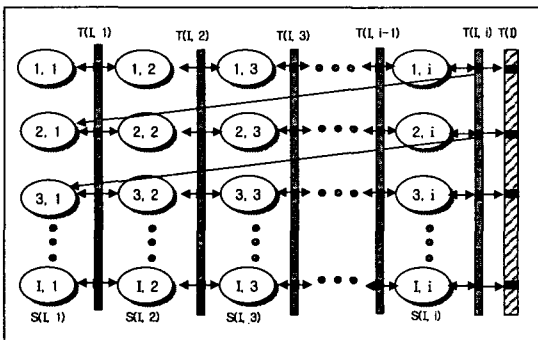 T(I, 1) T(I, 2) T(I, 3) T(I, i-1) T(I, i) T(I)
1, 1 1, 2 1, 3 1, i
2, 1 2, 2 2, 3 2, i
3, 1 3, 2 3, 3 3, i
I, 1 I, 2 I, 3 I, i
S(I, 1) S(I, 2) S(I, 3) S(I, i)